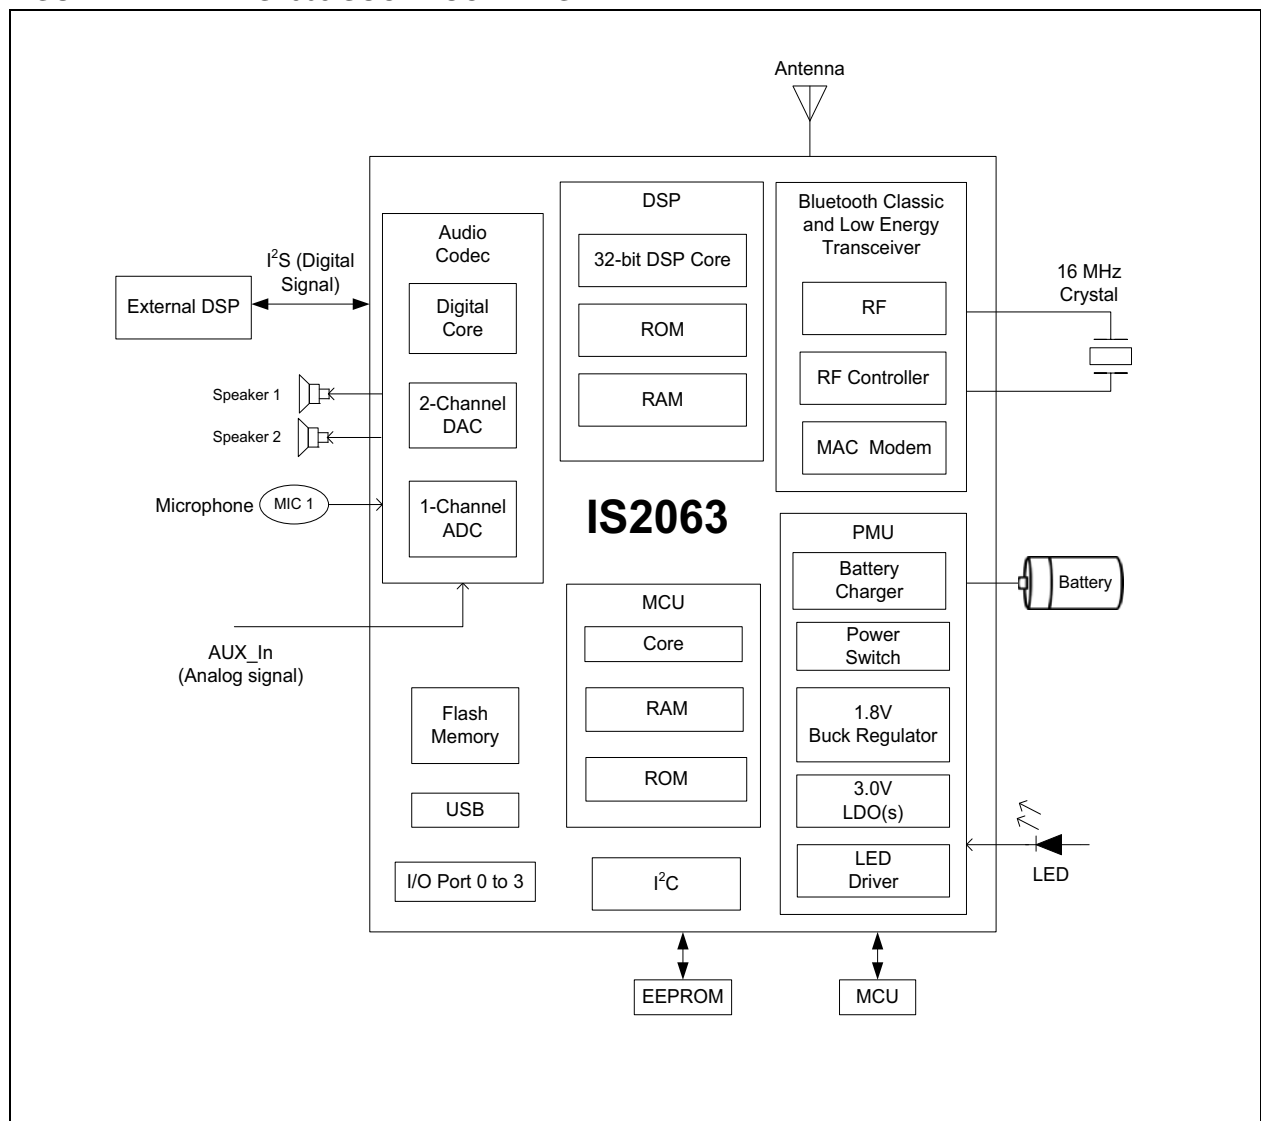 Antenna
DSP
32-bit DSP Core
ROM
RAM
Bluetooth Classic
and Low Energy
Transceiver
RF
RF Controller
MAC Modem
16 MHz
Crystal
Audio
Codec
Digital
Core
2-Channel
DAC
1-Channel
ADC
I²S (Digital
Signal)
External DSP
Speaker 1
Speaker 2
Microphone
MIC 1
AUX_In
(Analog signal)
IS2063
PMU
Battery
Charger
Power
Switch
1.8V
Buck Regulator
3.0V
LDO(s)
LED
Driver
Battery
LED
MCU
Core
RAM
ROM
Flash
Memory
USB
I/O Port 0 to 3
I²C
EEPROM
MCU